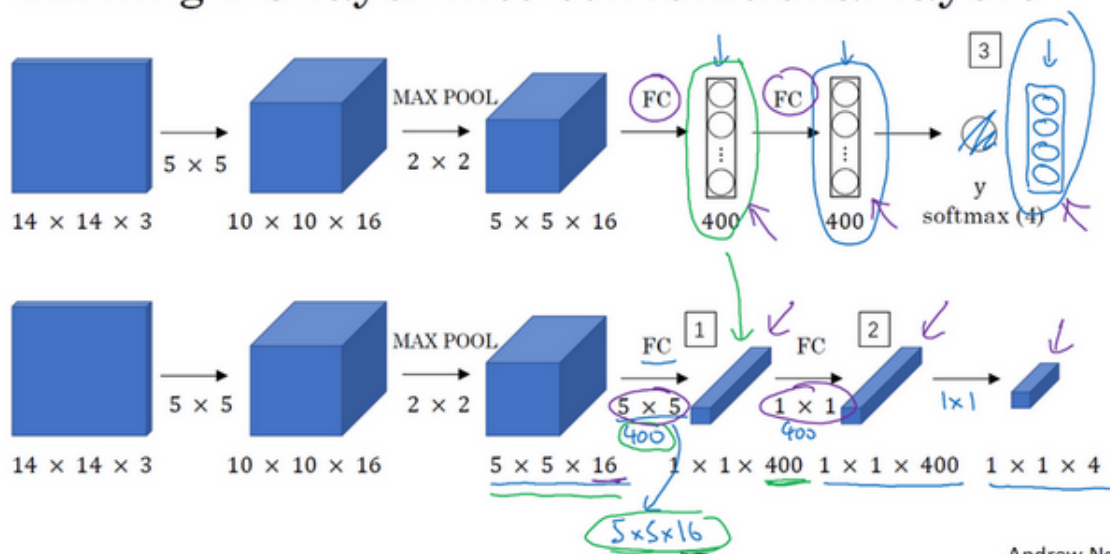 3
MAX POOL FC FC
5 × 5 2 × 2
y
14 × 14 × 3 10 × 10 × 16 5 × 5 × 16 400 400 softmax (4)
1 2
MAX POOL FC FC
5 × 5 2 × 2 5 × 5 1 × 1 1×1
400 400
14 × 14 × 3 10 × 10 × 16 5 × 5 × 16 1 × 1 × 400 1 × 1 × 400 1 × 1 × 4
5×5×16